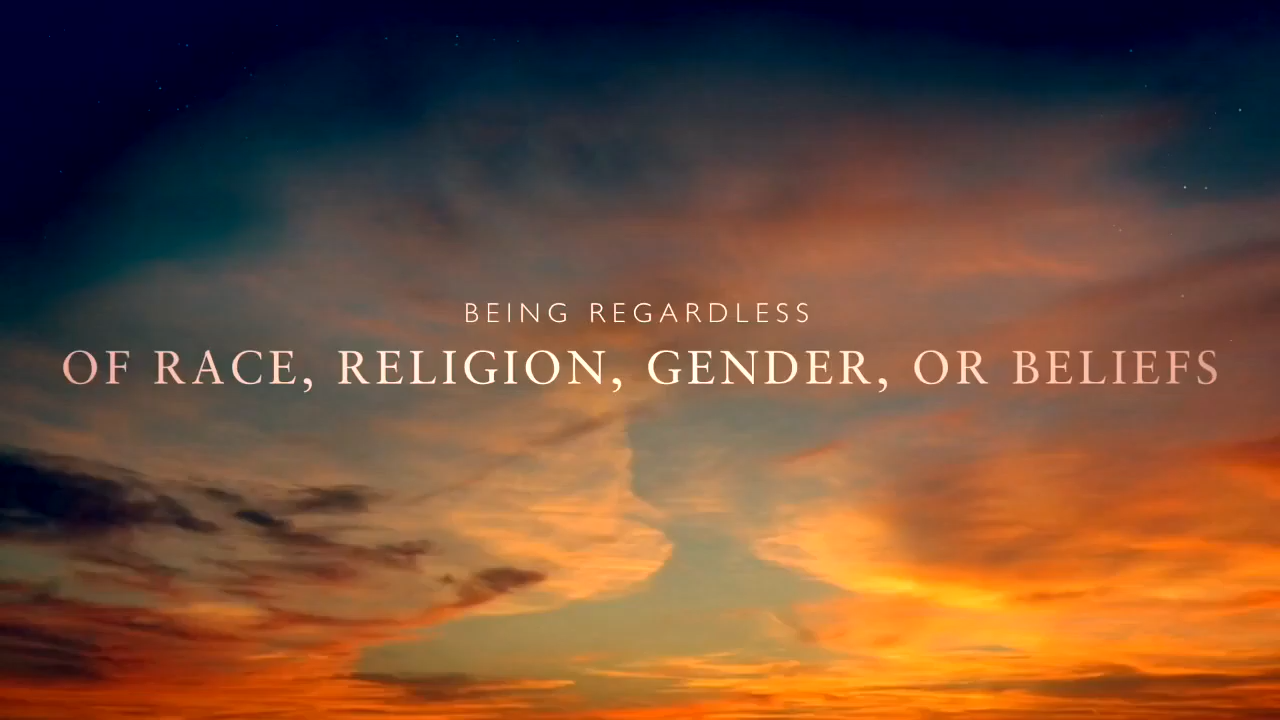 BEING REGARDLESS
OF RACE, RELIGION, GENDER, OR BELIEFS